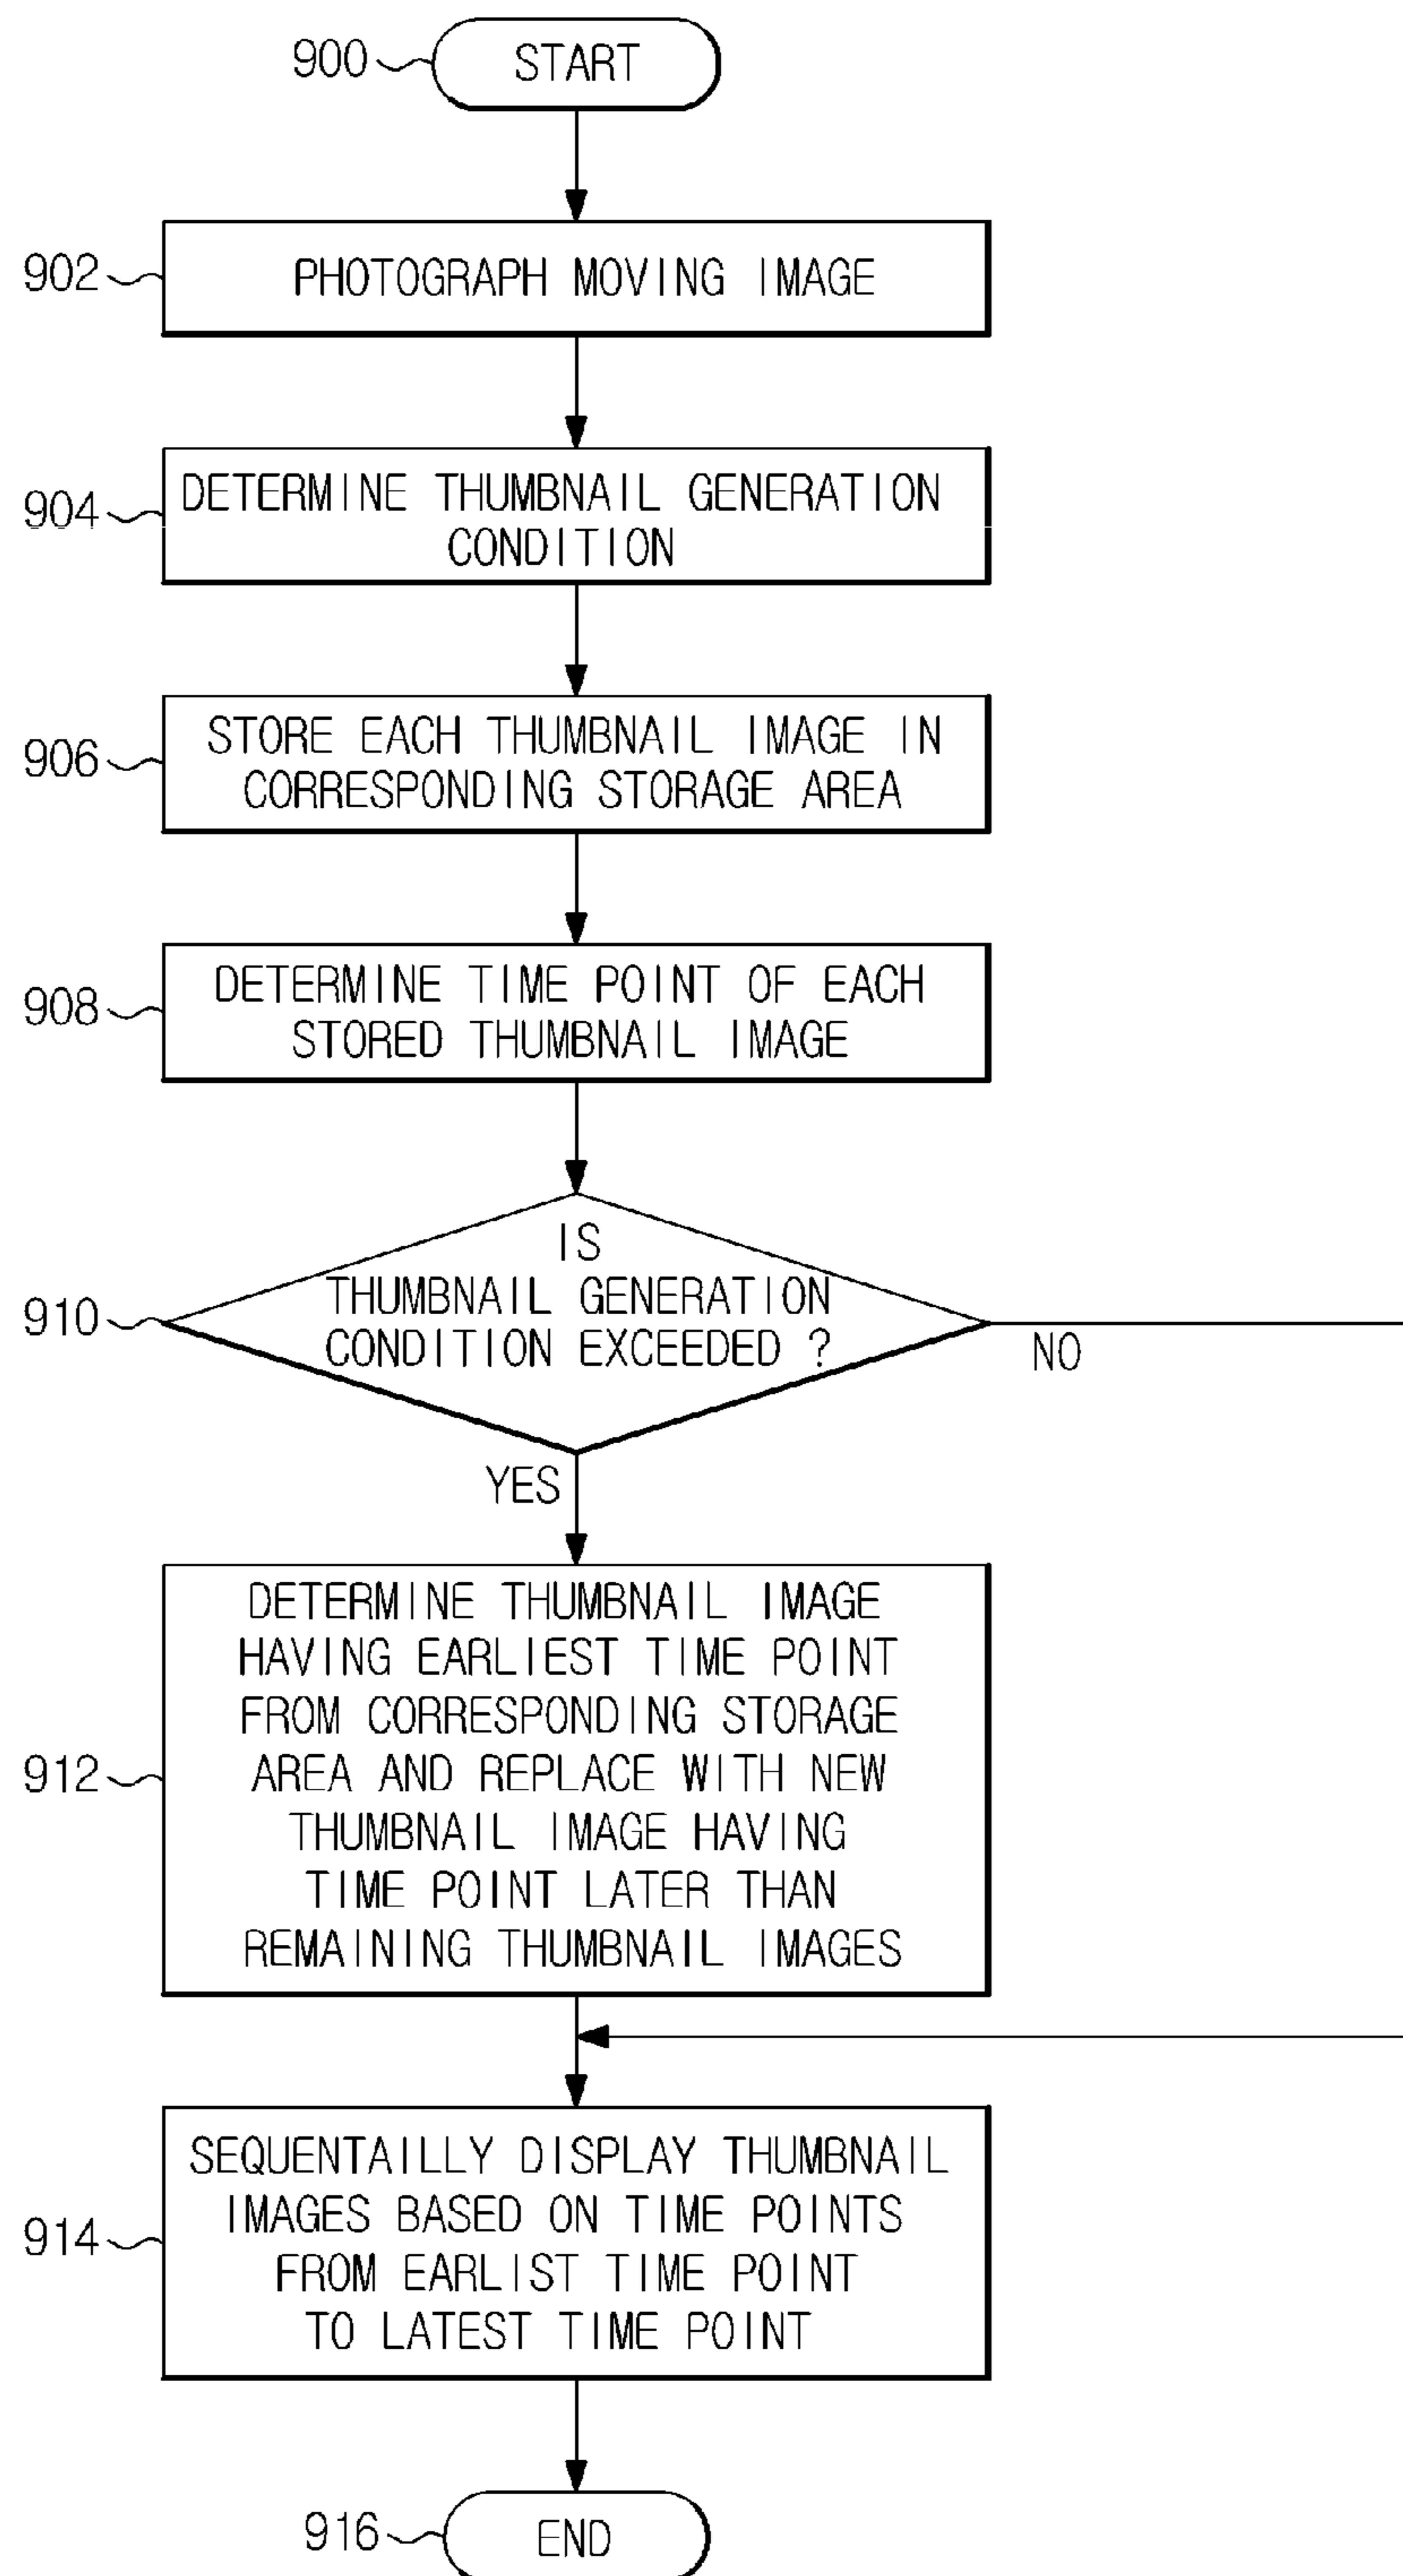 900
START
902
PHOTOGRAPH MOVING IMAGE
904
DETERMINE THUMBNAIL GENERATION
CONDITION
906
STORE EACH THUMBNAIL IMAGE IN
CORRESPONDING STORAGE AREA
908
DETERMINE TIME POINT OF EACH
STORED THUMBNAIL IMAGE
910
IS
THUMBNAIL GENERATION
CONDITION EXCEEDED ?
NO
YES
912
DETERMINE THUMBNAIL IMAGE
HAVING EARLIEST TIME POINT
FROM CORRESPONDING STORAGE
AREA AND REPLACE WITH NEW
THUMBNAIL IMAGE HAVING
TIME POINT LATER THAN
REMAINING THUMBNAIL IMAGES
914
SEQUENTAILLY DISPLAY THUMBNAIL
IMAGES BASED ON TIME POINTS
FROM EARLIST TIME POINT
TO LATEST TIME POINT
916
END